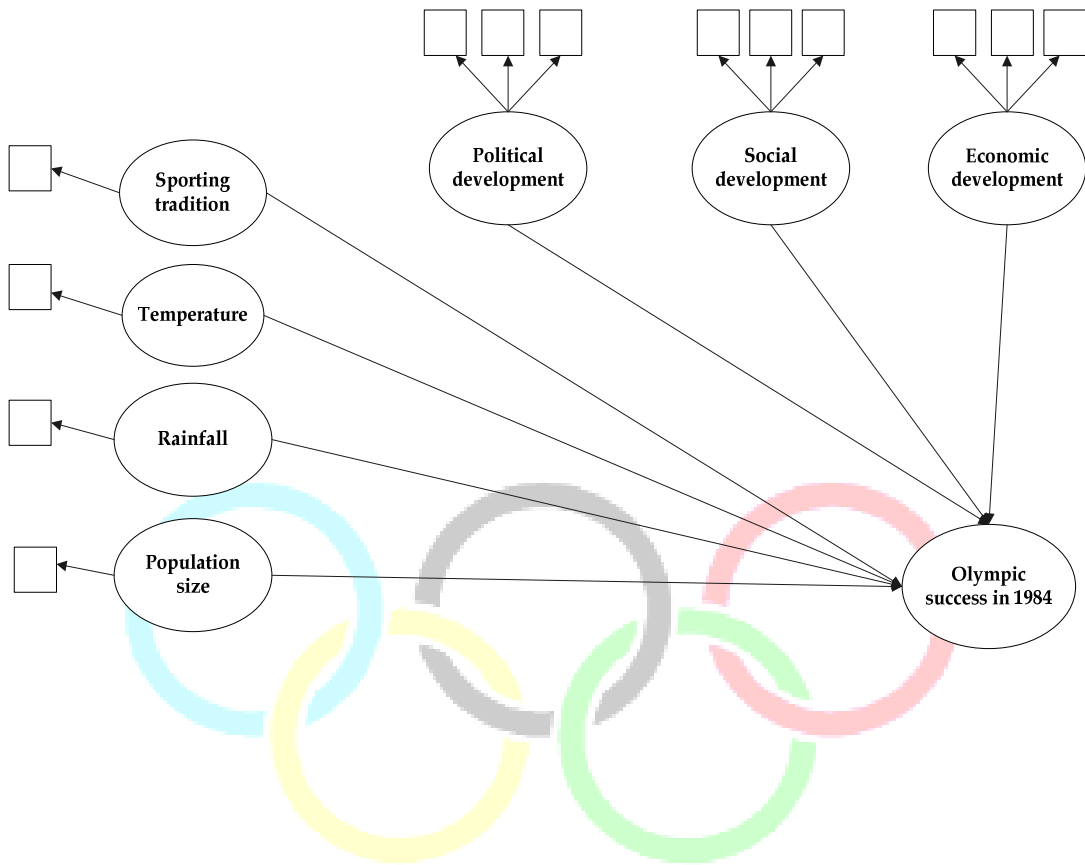 Political
development
Social
development
Economic
development
Sporting
tradition
Temperature
Rainfall
Population
size
Olympic
success in 1984